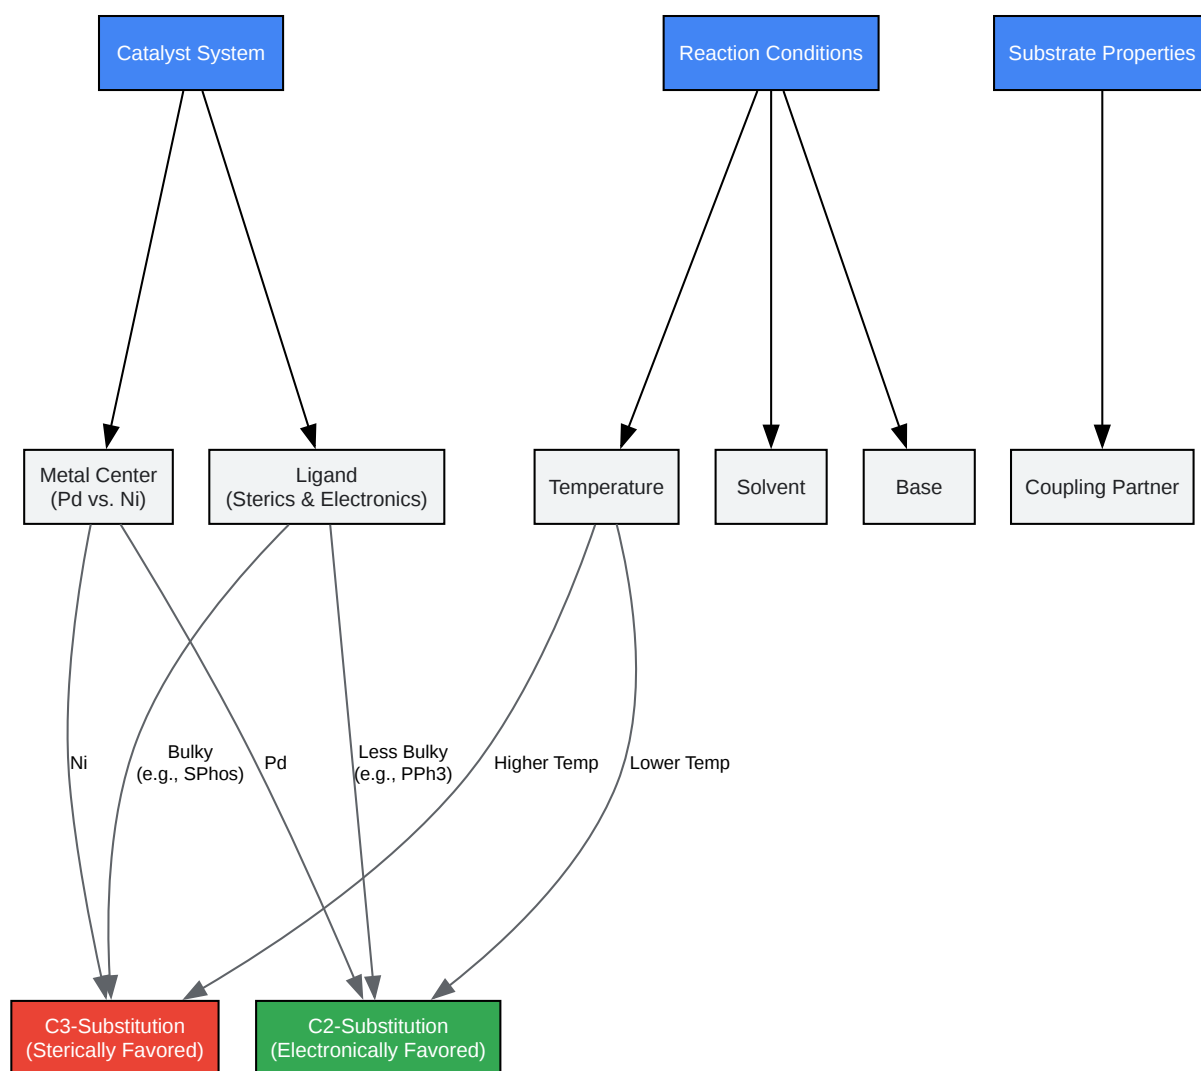 Catalyst System
Reaction Conditions
Substrate Properties
Metal Center
(Pd vs. Ni)
Ligand
(Sterics & Electronics)
Temperature
Solvent
Base
Coupling Partner
Ni
Bulky
(e.g., SPhos)
Pd
Less Bulky
(e.g., PPh3)
Higher Temp
Lower Temp
C3-Substitution
(Sterically Favored)
C2-Substitution
(Electronically Favored)